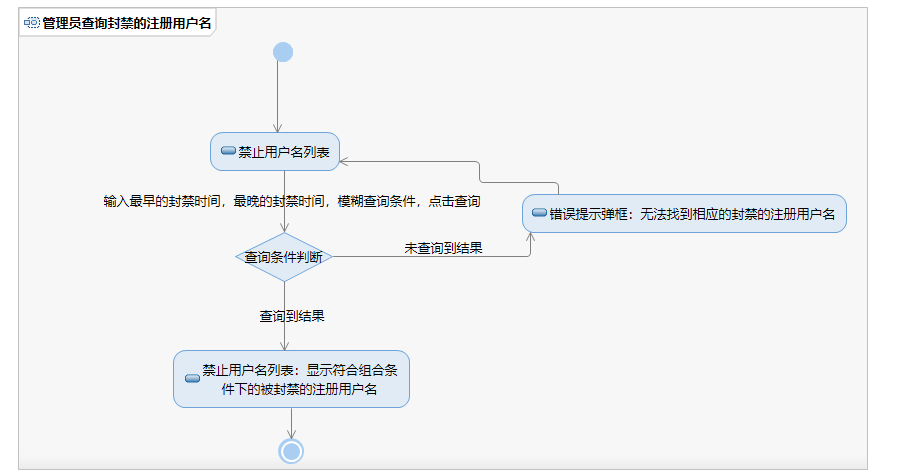 管理员查询封禁的注册用户名
禁止用户名列表
输入最早的封禁时间，最晚的封禁时间，模糊查询条件，点击查询
错误提示弹框：无法找到相应的封禁的注册用户名
未查询到结果
查询条件判断
查询到结果
禁止用户名列表：显示符合组合条
件下的被封禁的注册用户名